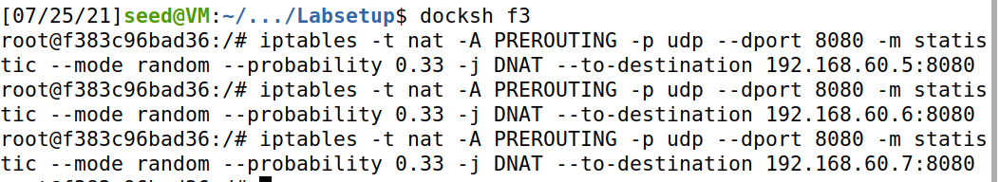 [07/25/21]seed@VM:~/.../Labsetup$ docksh f3
root@f383c96bad36:/# iptables -t nat -A PREROUTING -p udp --dport 8080 -m statis
tic --mode random --probability 0.33 -j DNAT --to-destination 192.168.60.5:8080
root@f383c96bad36:/# iptables -t nat -A PREROUTING -p udp --dport 8080 -m statis
tic --mode random --probability 0.33 -j DNAT --to-destination 192.168.60.6:8080
root@f383c96bad36:/# iptables -t nat -A PREROUTING -p udp --dport 8080 -m statis
tic --mode random --probability 0.33 -j DNAT --to-destination 192.168.60.7:8080
root@f383c96bad36:/#